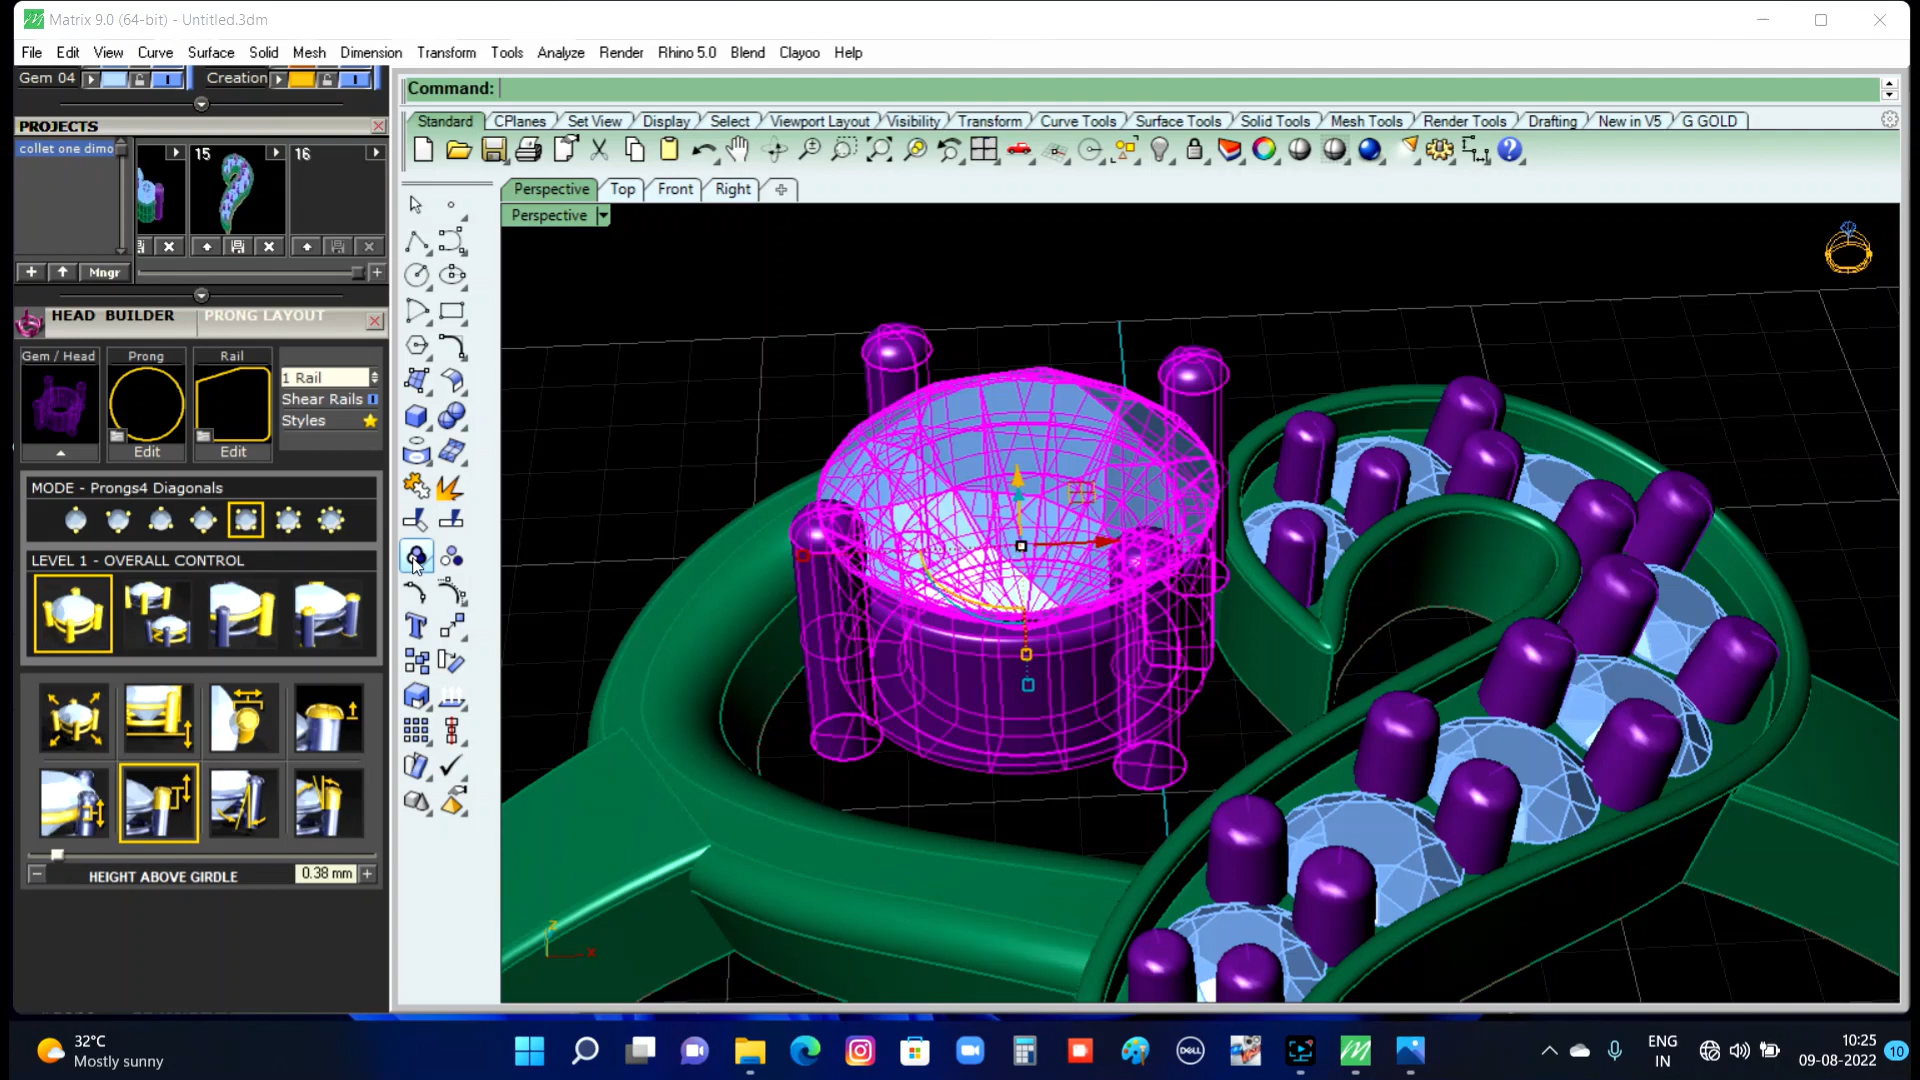 Matrix 9.0 (64-bit) - Untitled.3dm
File Edit View Curve Surface Solid Mesh Dimension Transform Tools Analyze Render Rhino 5.0 Blend Clayoo Help
Gem 04 Creation
Command:
PROJECTS
collet one dimo
15 16
Mngr
Standard CPlanes Set View Display Select Viewport Layout Visibility Transform Curve Tools Surface Tools Solid Tools Mesh Tools Render Tools Drafting New in V5 G GOLD
Perspective Top Front Right
Perspective
HEAD BUILDER PRONG LAYOUT
Gem / Head Prong Rail
1 Rail
Shear Rails
Styles
Edit Edit
MODE - Prongs4 Diagonals
LEVEL 1 - OVERALL CONTROL
HEIGHT ABOVE GIRDLE 0.38 mm
z
x
32°C
Mostly sunny
DELL
ENG
IN
10:25
09-08-2022
10